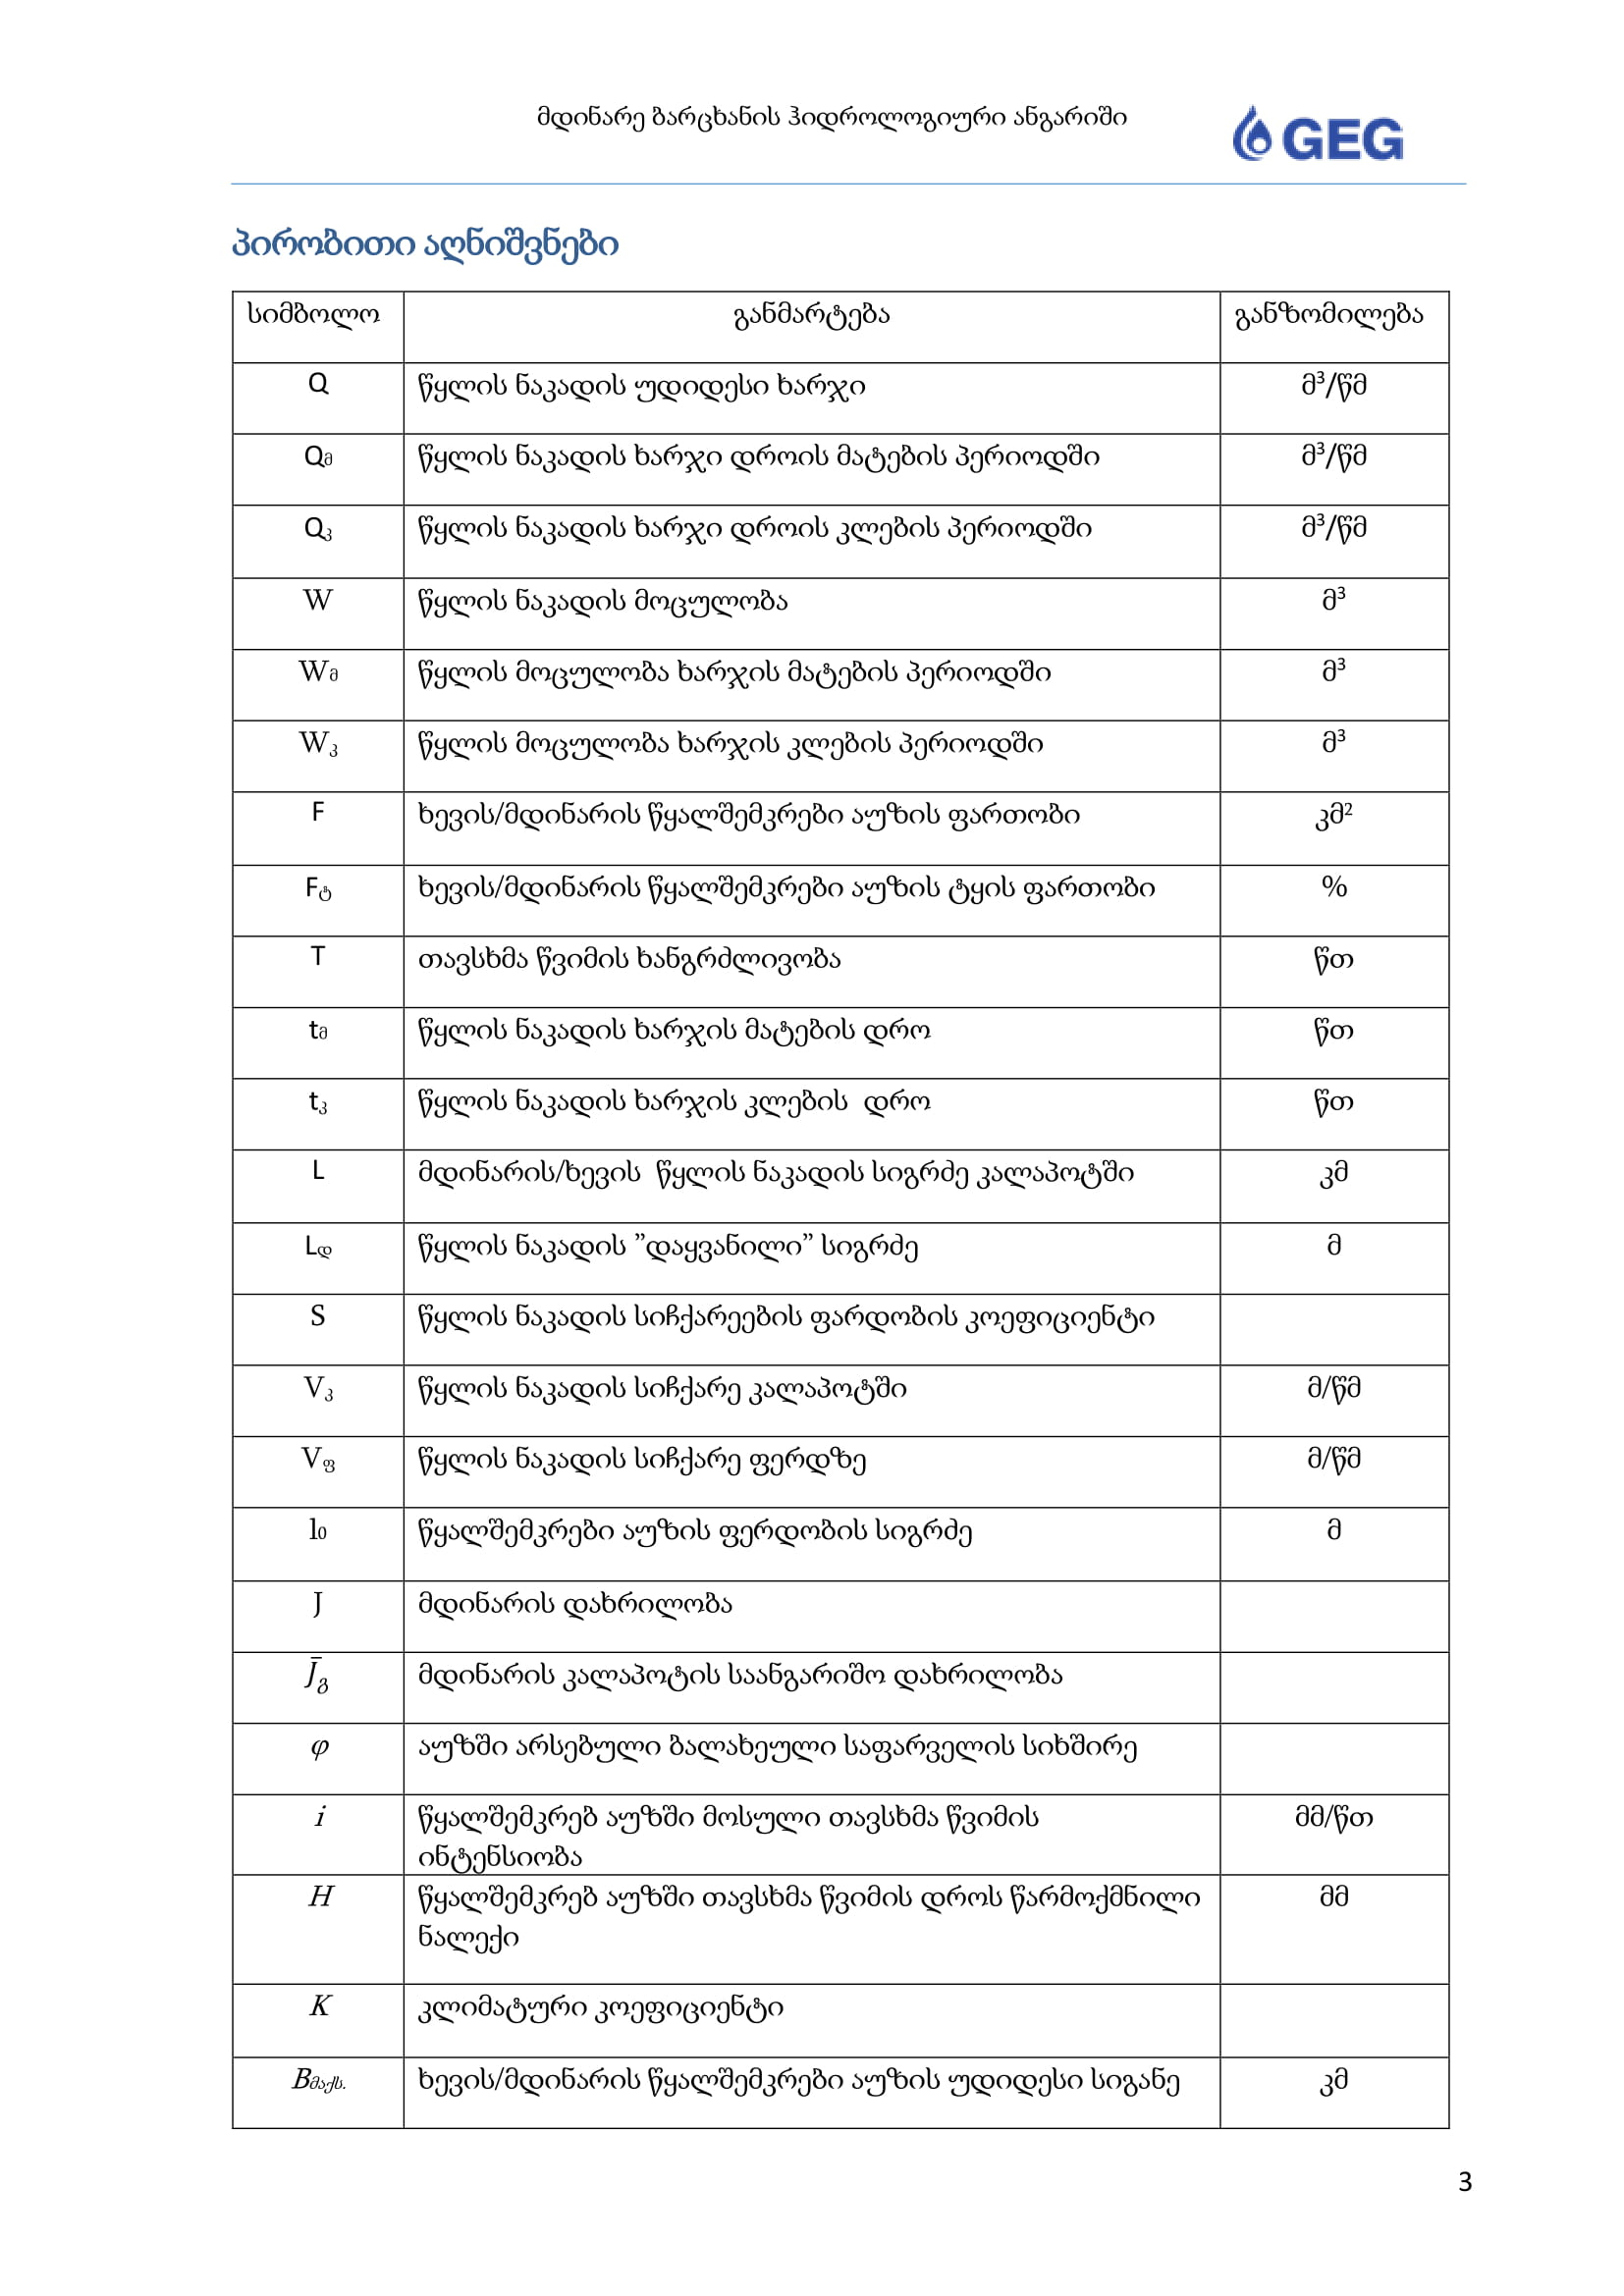 მდინარე ბარცხანის ჰიდროლოგიური ანგარიში
GEG
პირობითი აღნიშვნები
სიმბოლო განმარტება განზომილება
Q წყლის ნაკადის უდიდესი ხარჯი მ³/წმ
Qმ წყლის ნაკადის ხარჯი დროის მატების პერიოდში მ³/წმ
Qკ წყლის ნაკადის ხარჯი დროის კლების პერიოდში მ³/წმ
W წყლის ნაკადის მოცულობა მ³
Wმ წყლის მოცულობა ხარჯის მატების პერიოდში მ³
Wკ წყლის მოცულობა ხარჯის კლების პერიოდში მ³
F ხევის/მდინარის წყალშემკრები აუზის ფართობი კმ²
Fტ ხევის/მდინარის წყალშემკრები აუზის ტყის ფართობი %
T თავსხმა წვიმის ხანგრძლივობა წთ
tმ წყლის ნაკადის ხარჯის მატების დრო წთ
tკ წყლის ნაკადის ხარჯის კლების დრო წთ
L მდინარის/ხევის წყლის ნაკადის სიგრძე კალაპოტში კმ
Lდ წყლის ნაკადის ”დაყვანილი” სიგრძე მ
S წყლის ნაკადის სიჩქარეების ფარდობის კოეფიციენტი
Vკ წყლის ნაკადის სიჩქარე კალაპოტში მ/წმ
Vფ წყლის ნაკადის სიჩქარე ფერდზე მ/წმ
l₀ წყალშემკრები აუზის ფერდობის სიგრძე მ
J მდინარის დახრილობა
J̄გ მდინარის კალაპოტის საანგარიშო დახრილობა
φ აუზში არსებული ბალახეული საფარველის სიხშირე
i წყალშემკრებ აუზში მოსული თავსხმა წვიმის მმ/წთ
ინტენსიობა
H წყალშემკრებ აუზში თავსხმა წვიმის დროს წარმოქმნილი მმ
ნალექი
K კლიმატური კოეფიციენტი
Bმაქს. ხევის/მდინარის წყალშემკრები აუზის უდიდესი სიგანე კმ
3